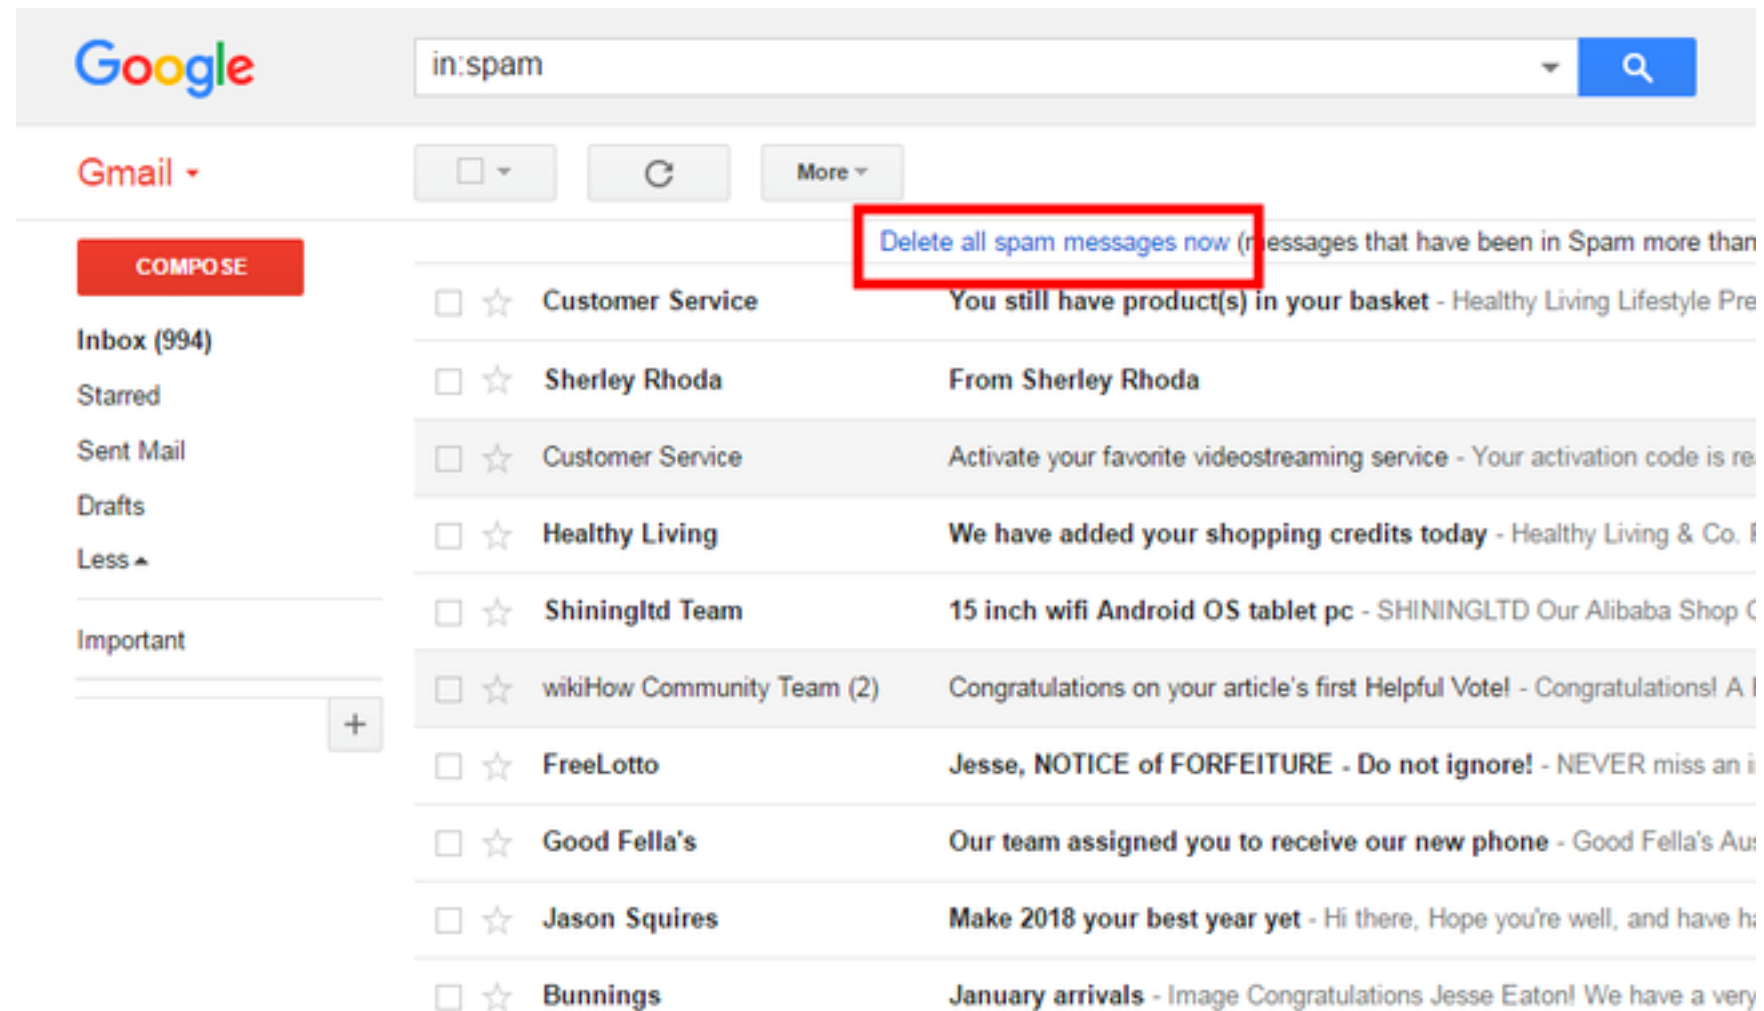 Google
in:spam
Gmail
More
Delete all spam messages now (messages that have been in Spam more than
COMPOSE
Customer Service You still have product(s) in your basket - Healthy Living Lifestyle Pre
Inbox (994)
Sherley Rhoda From Sherley Rhoda
Starred
Sent Mail
Customer Service Activate your favorite videostreaming service - Your activation code is
Drafts
Healthy Living We have added your shopping credits today - Healthy Living & Co.
Less
Shiningltd Team 15 inch wifi Android OS tablet pc - SHININGLTD Our Alibaba Shop
Important
wikiHow Community Team (2) Congratulations on your article's first Helpful Vote! - Congratulations! A
+
FreeLotto Jesse, NOTICE of FORFEITURE - Do not ignore! - NEVER miss an
Good Fella's Our team assigned you to receive our new phone - Good Fella's Aus
Jason Squires Make 2018 your best year yet - Hi there, Hope you're well, and have
Bunnings January arrivals - Image Congratulations Jesse Eaton! We have a very